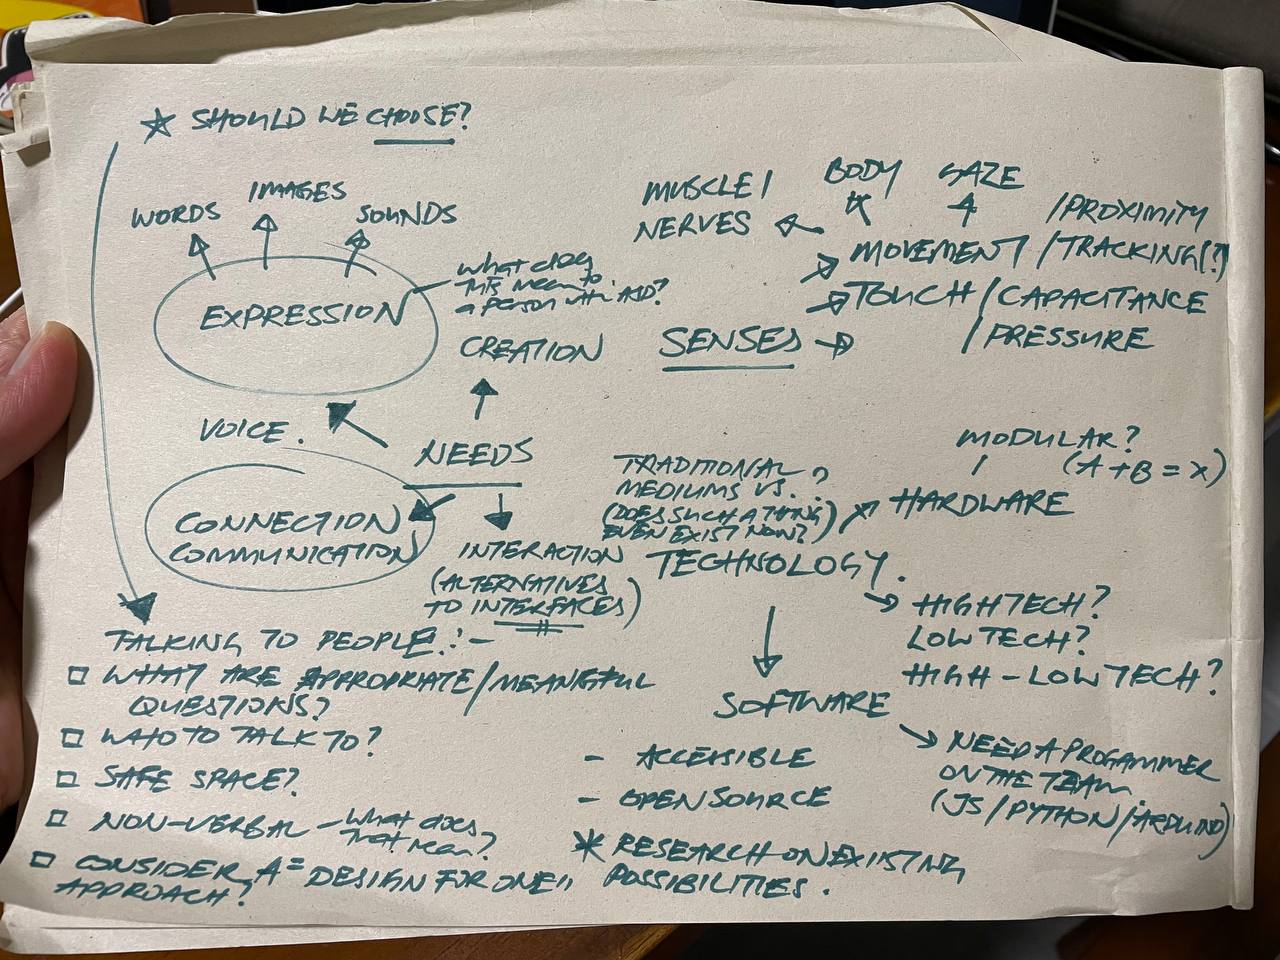 ☆ SHOULD WE CHOOSE?
WORDS
IMAGES
SOUNDS
EXPRESSION
What does
this mean to
a person with
CREATION
VOICE.
NEEDS
CONNECTION
COMMUNICATION
INTERACTION
(ALTERNATIVES
TO INTERFACES)
MUSCLE/
NERVES
BODY
GAZE
/PROXIMITY
MOVEMENT /TRACKING(?)
TOUCH /CAPACITANCE
/PRESSURE
SENSES
MODULAR?
(A+B=X)
HARDWARE
TRADITIONAL
MEDIUMS VS. ?
(DOES SUCH A THING
EVEN EXIST NOW?)
TECHNOLOGY.
HIGH TECH?
LOW TECH?
HIGH-LOW TECH?
SOFTWARE
NEED A PROGAMMER
ON THE TEAM.
(JS/PYTHON/ARDUINO)
- ACCESSIBLE
- OPEN SOURCE
* RESEARCH ON EXISTING
POSSIBILITIES.
TALKING TO PEOPLE:-
□ WHAT ARE APPROPRIATE/MEANINGFUL
QUESTIONS?
□ WHO TO TALK TO?
□ SAFE SPACE?
□ NON-VERBAL - What does
that mean?
□ CONSIDER A "DESIGN FOR ONE"
APPROACH?